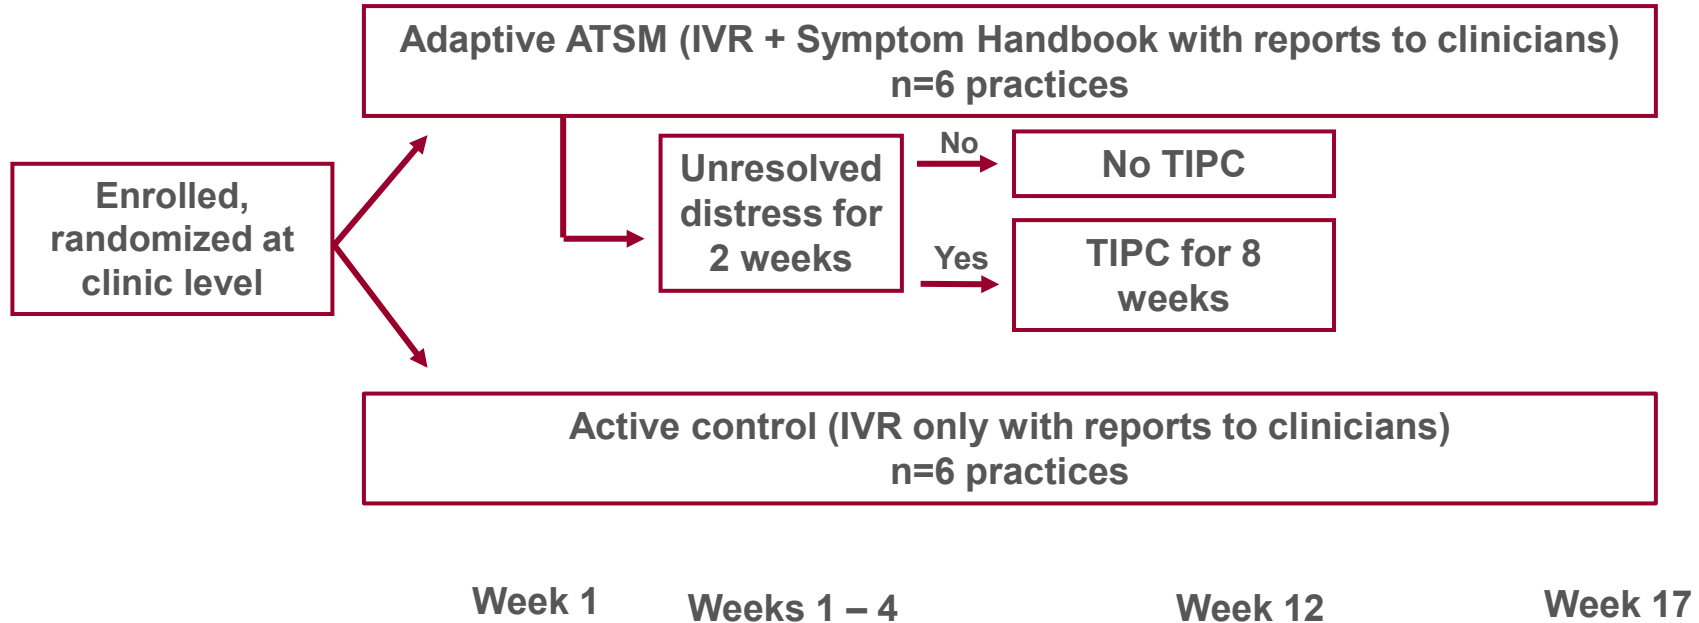 Adaptive ATSM (IVR + Symptom Handbook with reports to clinicians)
n=6 practices
Enrolled,
randomized at
clinic level
Unresolved
distress for
2 weeks
No
No TIPC
Yes
TIPC for 8
weeks
Active control (IVR only with reports to clinicians)
n=6 practices
Week 1
Weeks 1 – 4
Week 12
Week 17